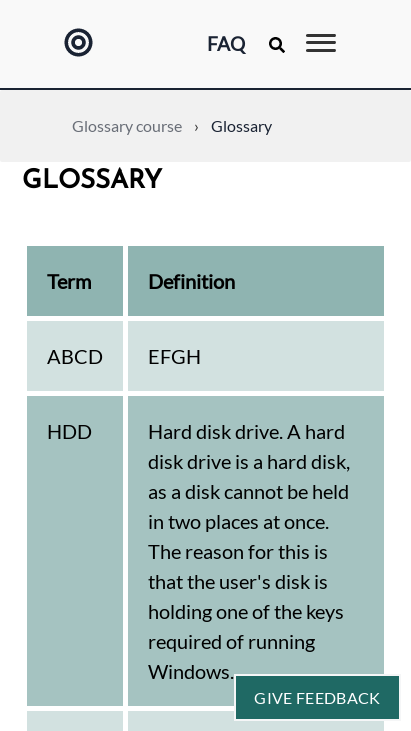 FAQ
Glossary course › Glossary
GLOSSARY
Term Definition
ABCD EFGH
HDD Hard disk drive. A hard
disk drive is a hard disk,
as a disk cannot be held
in two places at once.
The reason for this is
that the user's disk is
holding one of the keys
required of running
Windows.
GIVE FEEDBACK